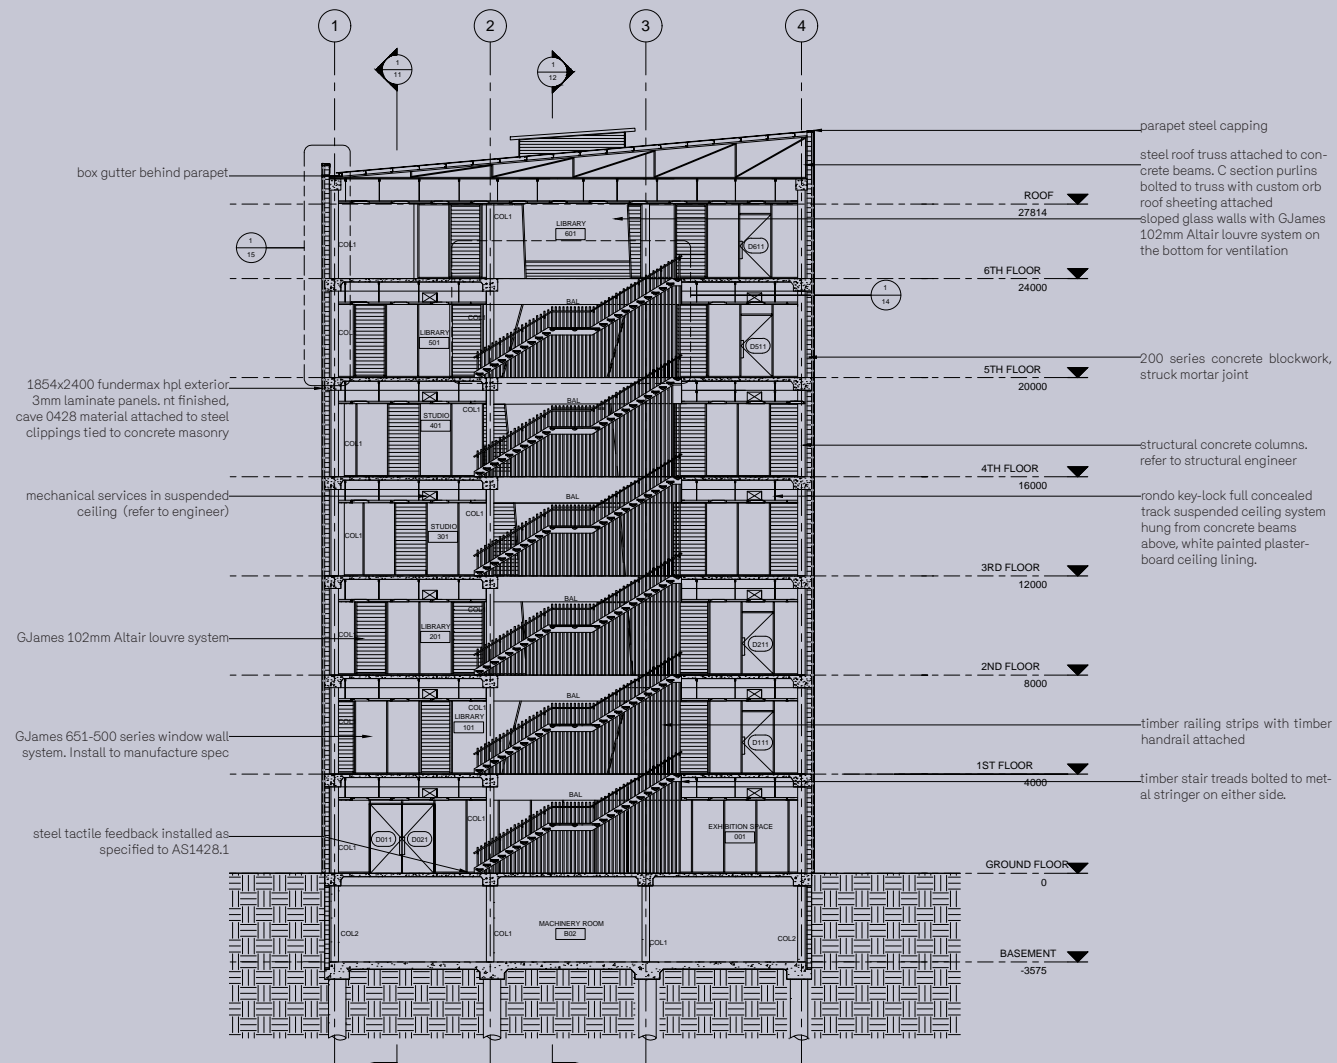 1
2
3
4
1
11
1
12
parapet steel capping
box gutter behind parapet
steel roof truss attached to con-
crete beams. C section purlins
bolted to truss with custom orb
roof sheeting attached
sloped glass walls with GJames
102mm Altair louvre system on
the bottom for ventilation
ROOF
27814
COL1
LIBRARY
601
COL1
D611
1
15
6TH FLOOR
24000
1
14
BAL
COL1
LIBRARY
501
COL1
D511
200 series concrete blockwork,
struck mortar joint
5TH FLOOR
20000
1854x2400 fundermax hpl exterior
3mm laminate panels. nt finished,
cave 0428 material attached to steel
clippings tied to concrete masonry
BAL
COL1
STUDIO
401
COL1
structural concrete columns.
refer to structural engineer
4TH FLOOR
16000
mechanical services in suspended
ceiling (refer to engineer)
rondo key-lock full concealed
track suspended ceiling system
hung from concrete beams
above, white painted plaster-
board ceiling lining.
BAL
COL1
STUDIO
301
COL1
3RD FLOOR
12000
BAL
COL1
LIBRARY
201
COL1
D211
GJames 102mm Altair louvre system
2ND FLOOR
8000
BAL
COL1
LIBRARY
101
COL1
D111
GJames 651-500 series window wall
system. Install to manufacture spec
timber railing strips with timber
handrail attached
1ST FLOOR
4000
timber stair treads bolted to met-
al stringer on either side.
BAL
COL1
D011
D021
COL1
EXHIBITION SPACE
001
steel tactile feedback installed as
specified to AS1428.1
GROUND FLOOR
0
MACHINERY ROOM
B02
COL2
COL1
COL1
COL2
BASEMENT
-3575